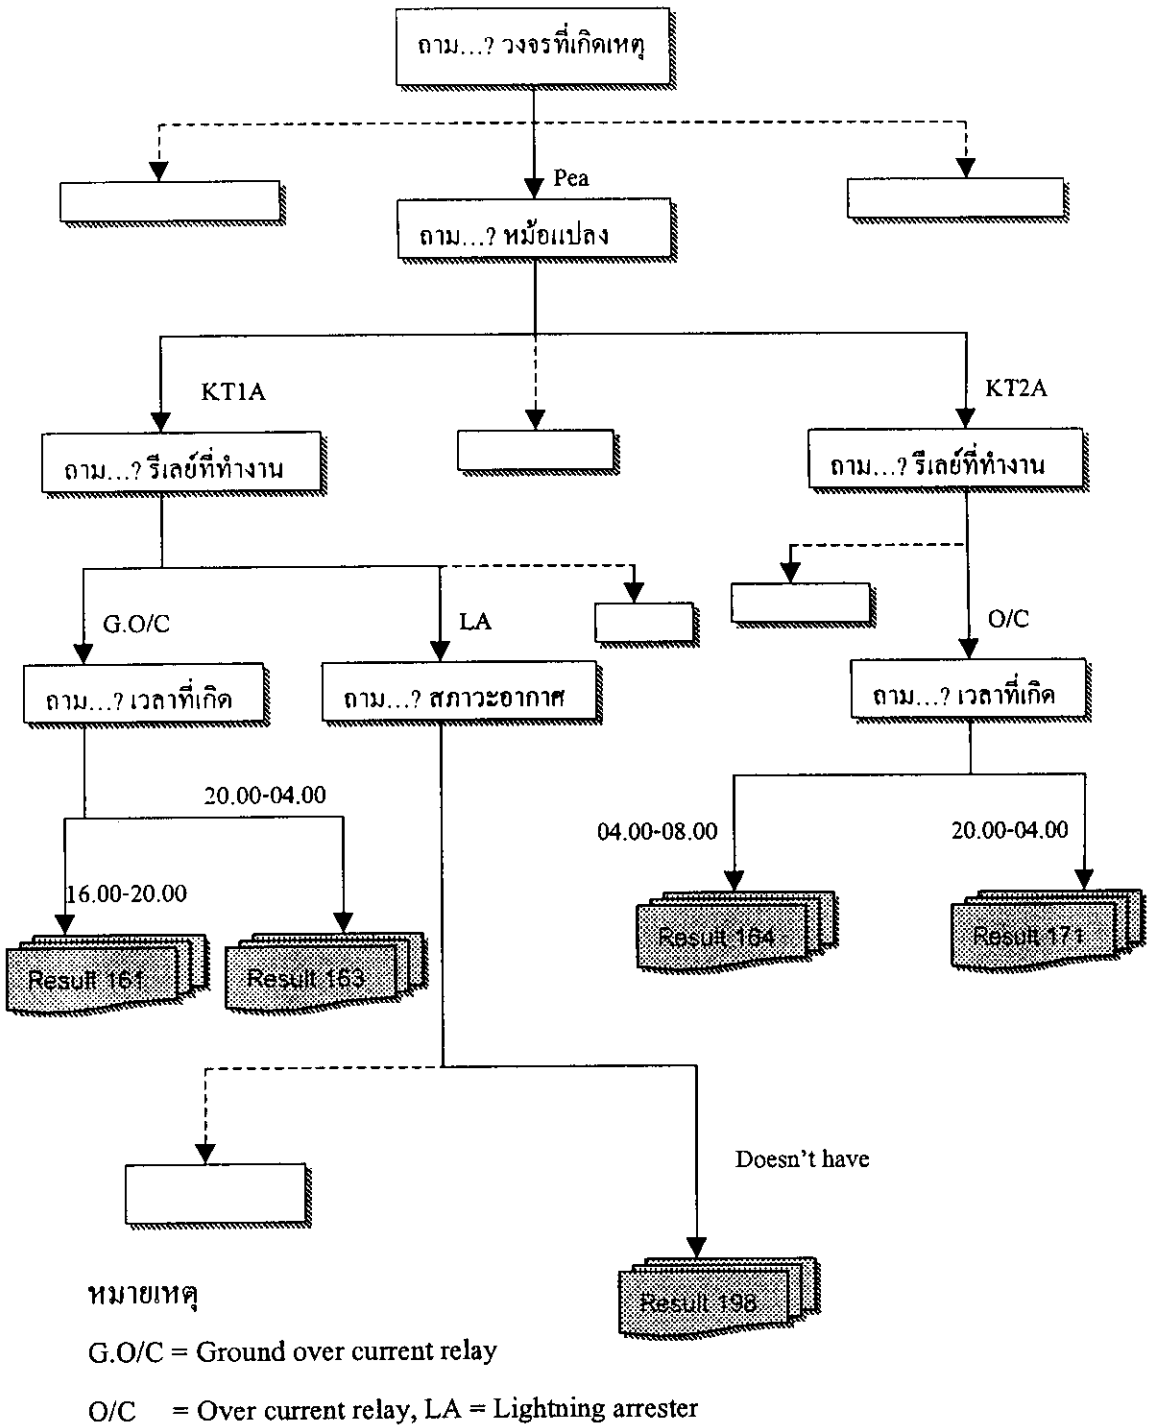 ถาม...? วงจรที่เกิดเหตุ
Pea
ถาม...? หม้อแปลง
KT1A
KT2A
ถาม...? รีเลย์ที่ทำงาน
ถาม...? รีเลย์ที่ทำงาน
G.O/C
LA
O/C
ถาม...? เวลาที่เกิด
ถาม...? สภาวะอากาศ
ถาม...? เวลาที่เกิด
20.00-04.00
04.00-08.00
20.00-04.00
16.00-20.00
Result 161
Result 163
Result 164
Result 171
Doesn't have
Result 198
หมายเหตุ
G.O/C = Ground over current relay
O/C = Over current relay, LA = Lightning arrester